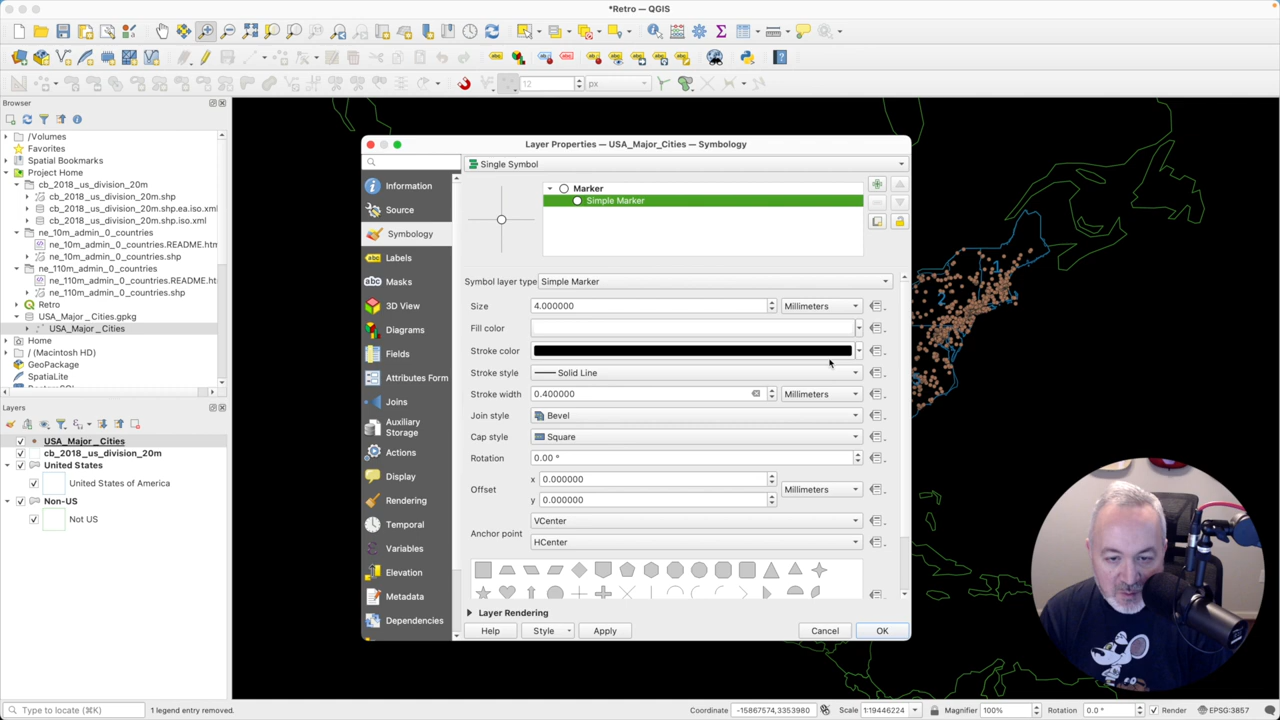 *Retro — QGIS
12
px
Browser
/Volumes
Favorites
Spatial Bookmarks
Project Home
cb_2018_us_division_20m
cb_2018_us_division_20m.shp
cb_2018_us_division_20m.shp.ea.iso.xml
cb_2018_us_division_20m.shp.iso.xml
ne_10m_admin_0_countries
ne_10m_admin_0_countries.README.htm
ne_10m_admin_0_countries.shp
ne_110m_admin_0_countries
ne_110m_admin_0_countries.README.ht
ne_110m_admin_0_countries.shp
Retro
USA_Major_Cities.gpkg
USA_Major_Cities
Home
/ (Macintosh HD)
GeoPackage
SpatiaLite
Layers
USA_Major_Cities
cb_2018_us_division_20m
United States
United States of America
Non-US
Not US
Layer Properties — USA_Major_Cities — Symbology
Information
Source
Symbology
Labels
Masks
3D View
Diagrams
Fields
Attributes Form
Joins
Auxiliary
Storage
Actions
Display
Rendering
Temporal
Variables
Elevation
Metadata
Dependencies
Single Symbol
Marker
Simple Marker
Symbol layer type Simple Marker
Size 4.000000 Millimeters
Fill color
Stroke color
Stroke style Solid Line
Stroke width 0.400000 Millimeters
Join style Bevel
Cap style Square
Rotation 0.00 °
Offset x 0.000000 Millimeters
y 0.000000
Anchor point VCenter
HCenter
Layer Rendering
Help Style Apply Cancel OK
1
2
Type to locate (⌘K) 1 legend entry removed. Coordinate -15867574,3353980 Scale 1:19446224 Magnifier 100% Rotation 0.0 ° Render EPSG:3857